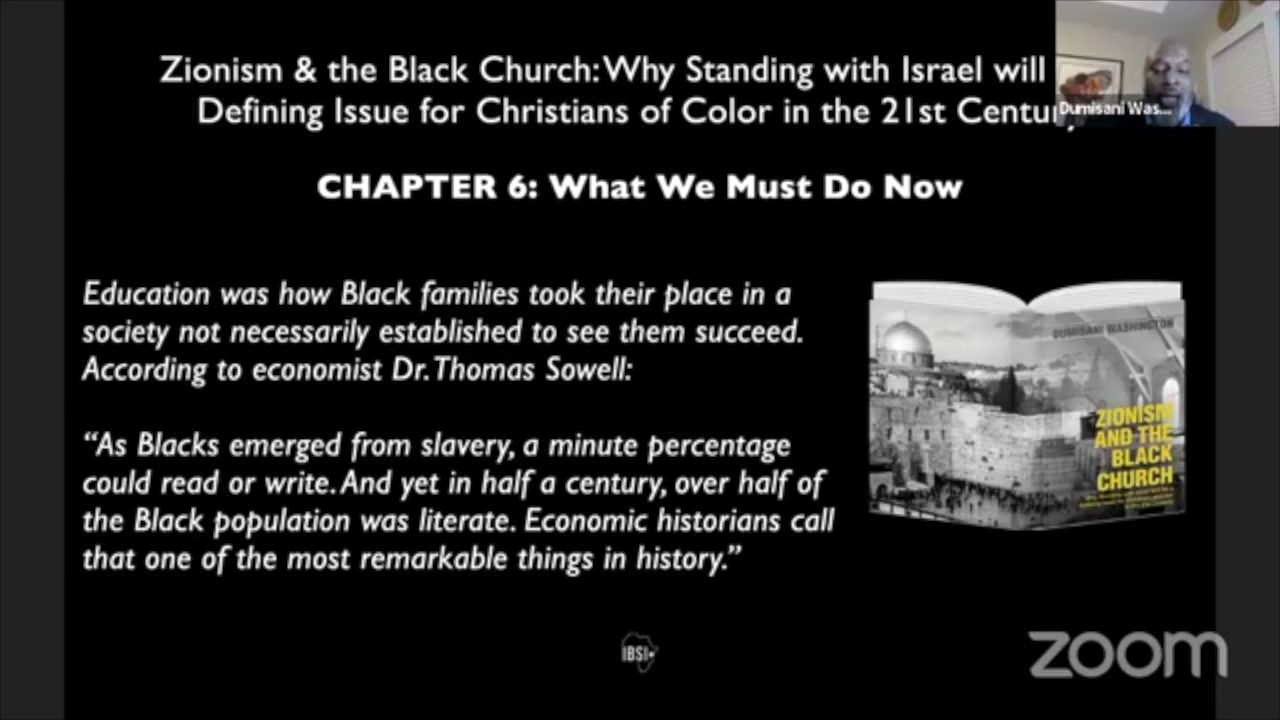 Zionism & the Black Church: Why Standing with Israel will
Defining Issue for Christians of Color in the 21st Century
Dumisani Was...
CHAPTER 6: What We Must Do Now
Education was how Black families took their place in a
society not necessarily established to see them succeed.
According to economist Dr. Thomas Sowell:
“As Blacks emerged from slavery, a minute percentage
could read or write. And yet in half a century, over half of
the Black population was literate. Economic historians call
that one of the most remarkable things in history.”
DUMISANI WASHINGTON
ZIONISM
AND THE
BLACK
CHURCH
IBSI
zoom